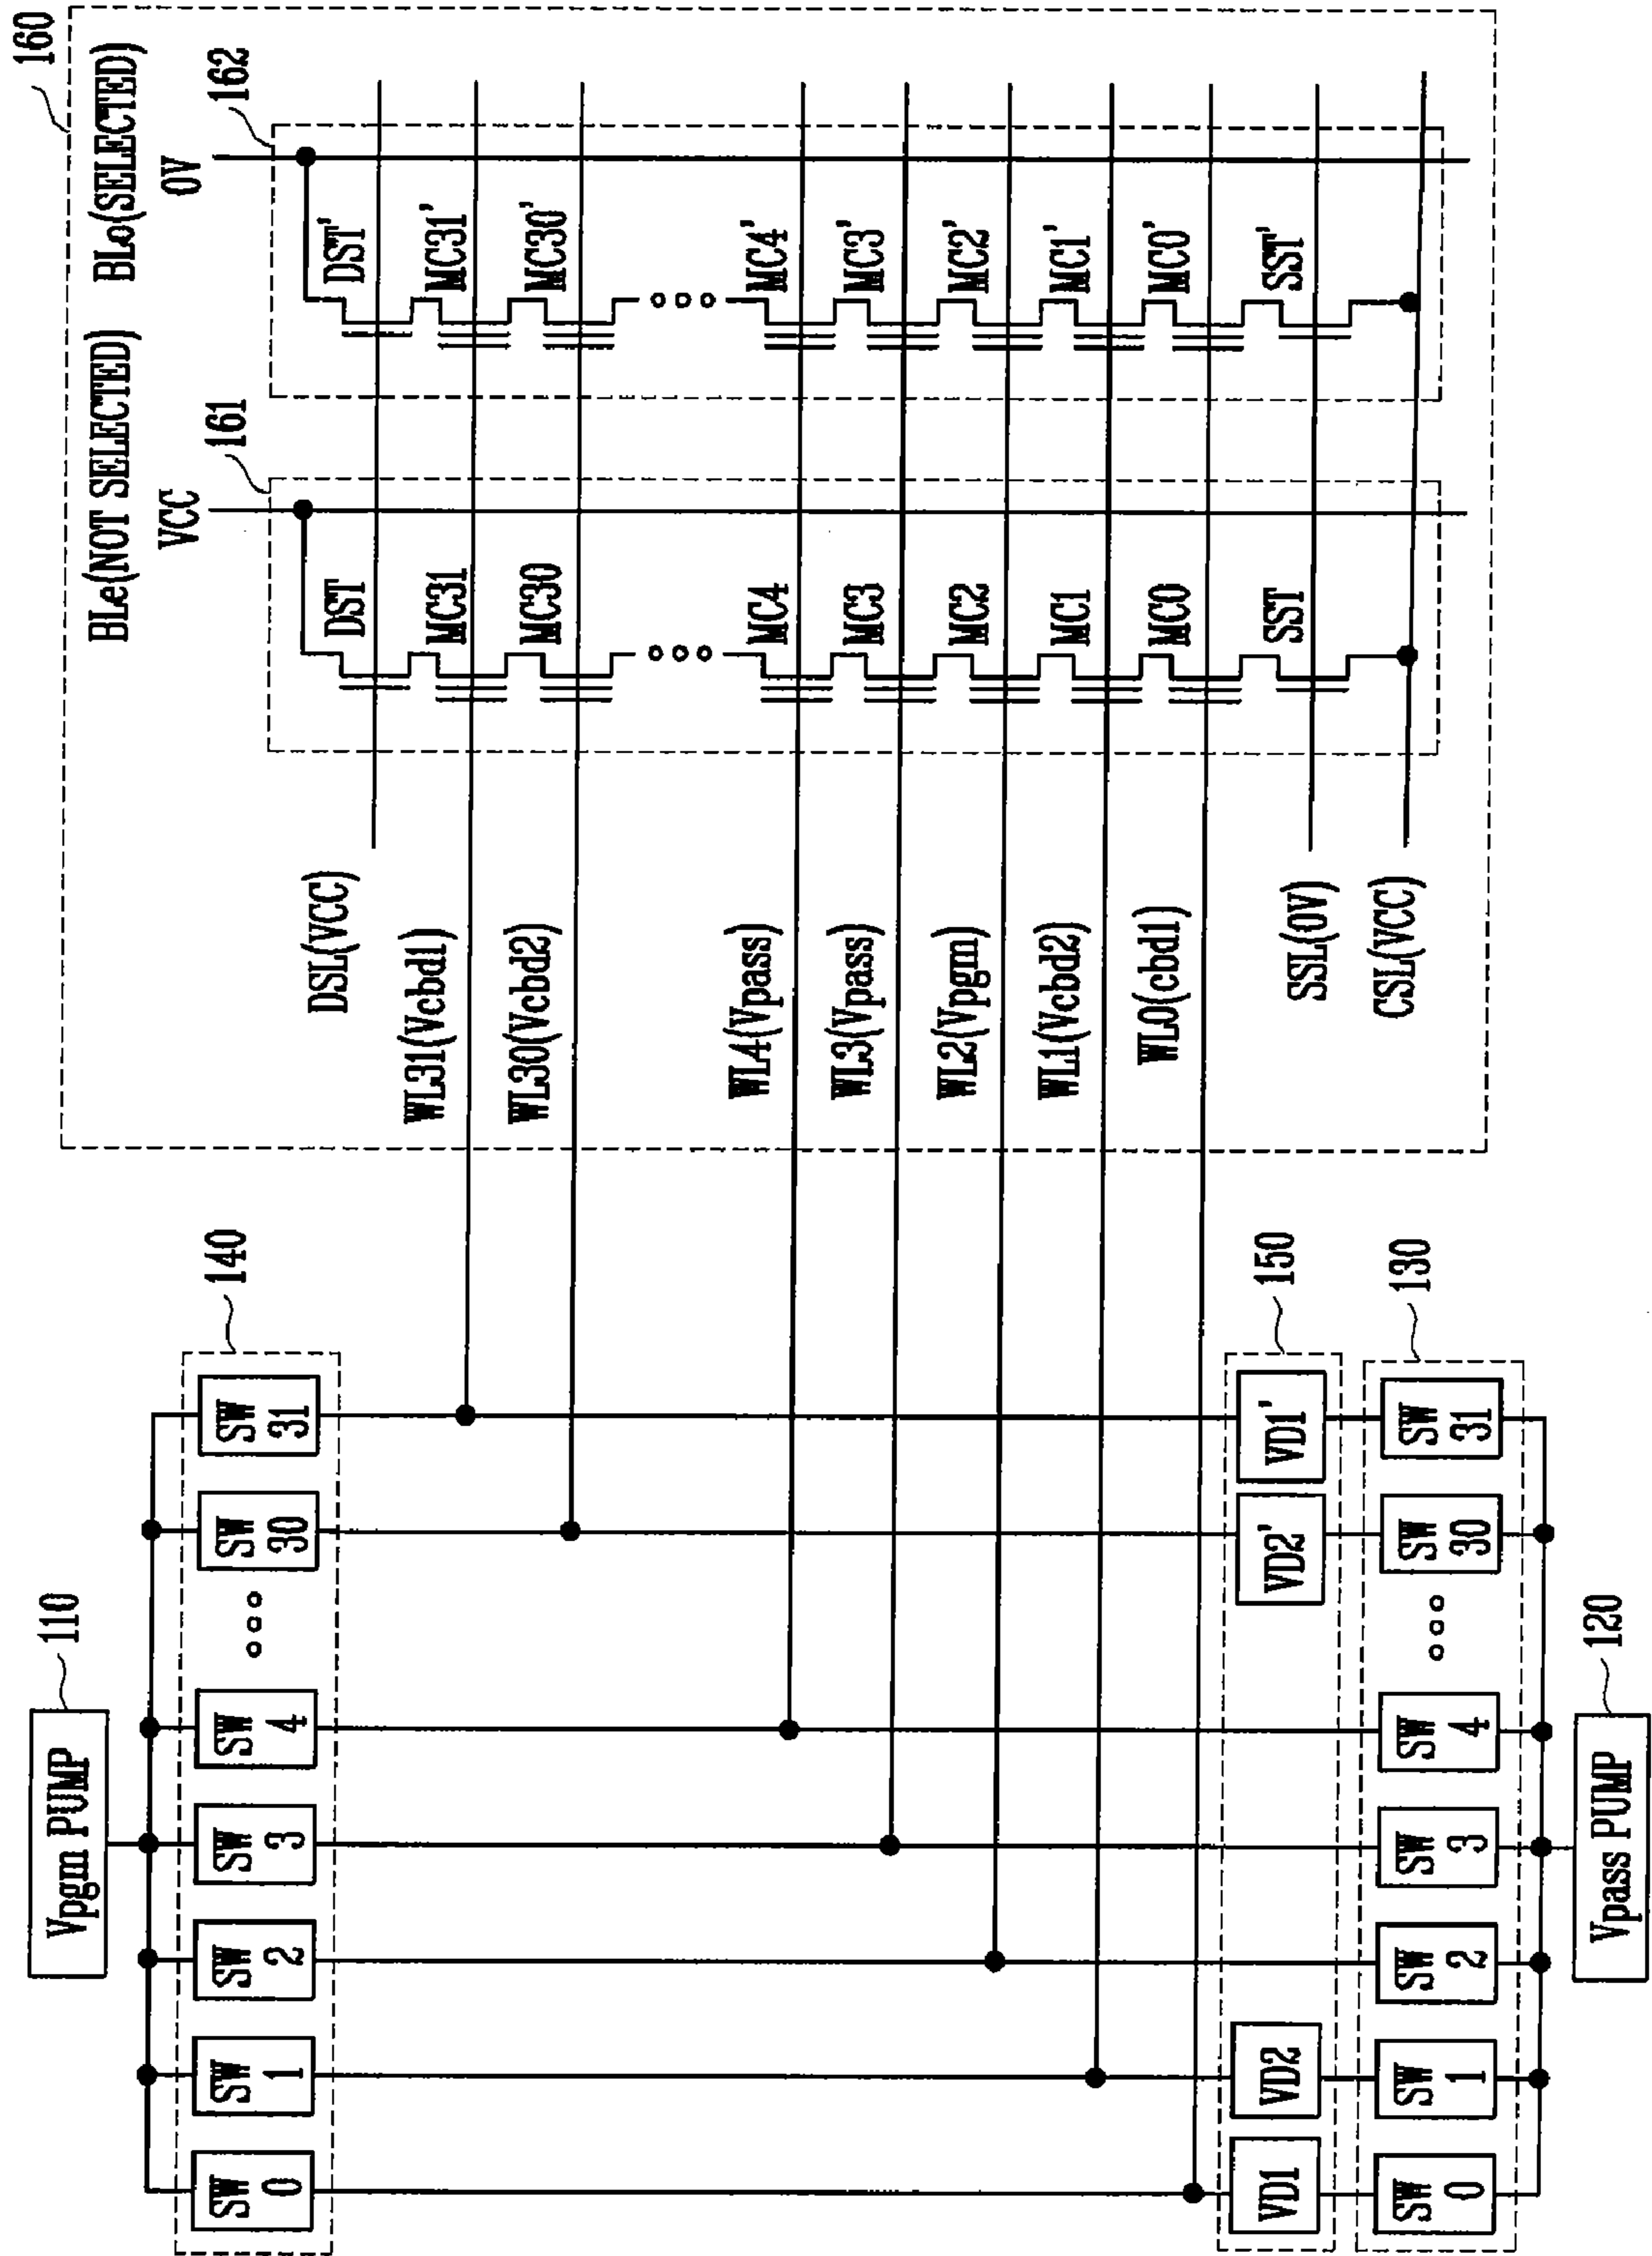 160
BLe(NOT SELECTED)
BLo(SELECTED)
VCC
161
0V
162
DST
DST'
DSL(VCC)
MC31
MC31'
WL31(Vcbd1)
MC30
MC30'
WL30(Vcbd2)
MC4
MC4'
WL4(Vpass)
MC3
MC3'
WL3(Vpass)
MC2
MC2'
WL2(Vpgm)
MC1
MC1'
WL1(Vcbd2)
MC0
MC0'
WL0(cbd1)
SST
SST'
SSL(0V)
CSL(VCC)
Vpgm PUMP
110
140
SW 0
SW 1
SW 2
SW 3
SW 4
SW 30
SW 31
150
VD1
VD2
VD2'
VD1'
130
SW 0
SW 1
SW 2
SW 3
SW 4
SW 30
SW 31
Vpass PUMP
120